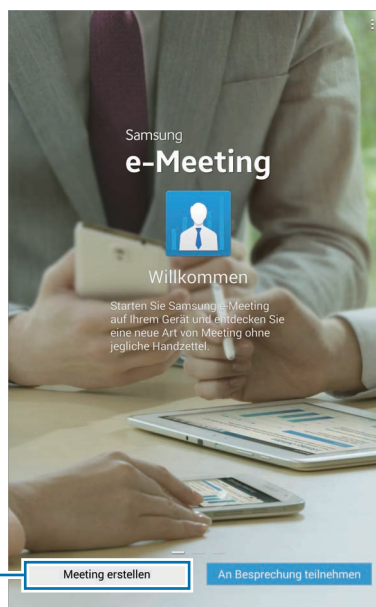 Samsung
e-Meeting
Willkommen
Starten Sie Samsung e-Meeting
auf Ihrem Gerät und entdecken Sie
eine neue Art von Meeting ohne
jegliche Handzettel.
Meeting erstellen
An Besprechung teilnehmen